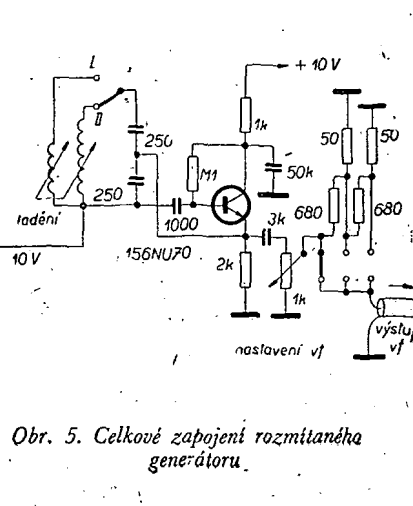 + 10 V
I
II
1k
50
50
250
M1
50k
250
680
680
ladění
1000
3k
10 V
156NU70
2k
1k
výstup
vf
nastavení vf
Obr. 5. Celkové zapojení rozmítaného
generátoru